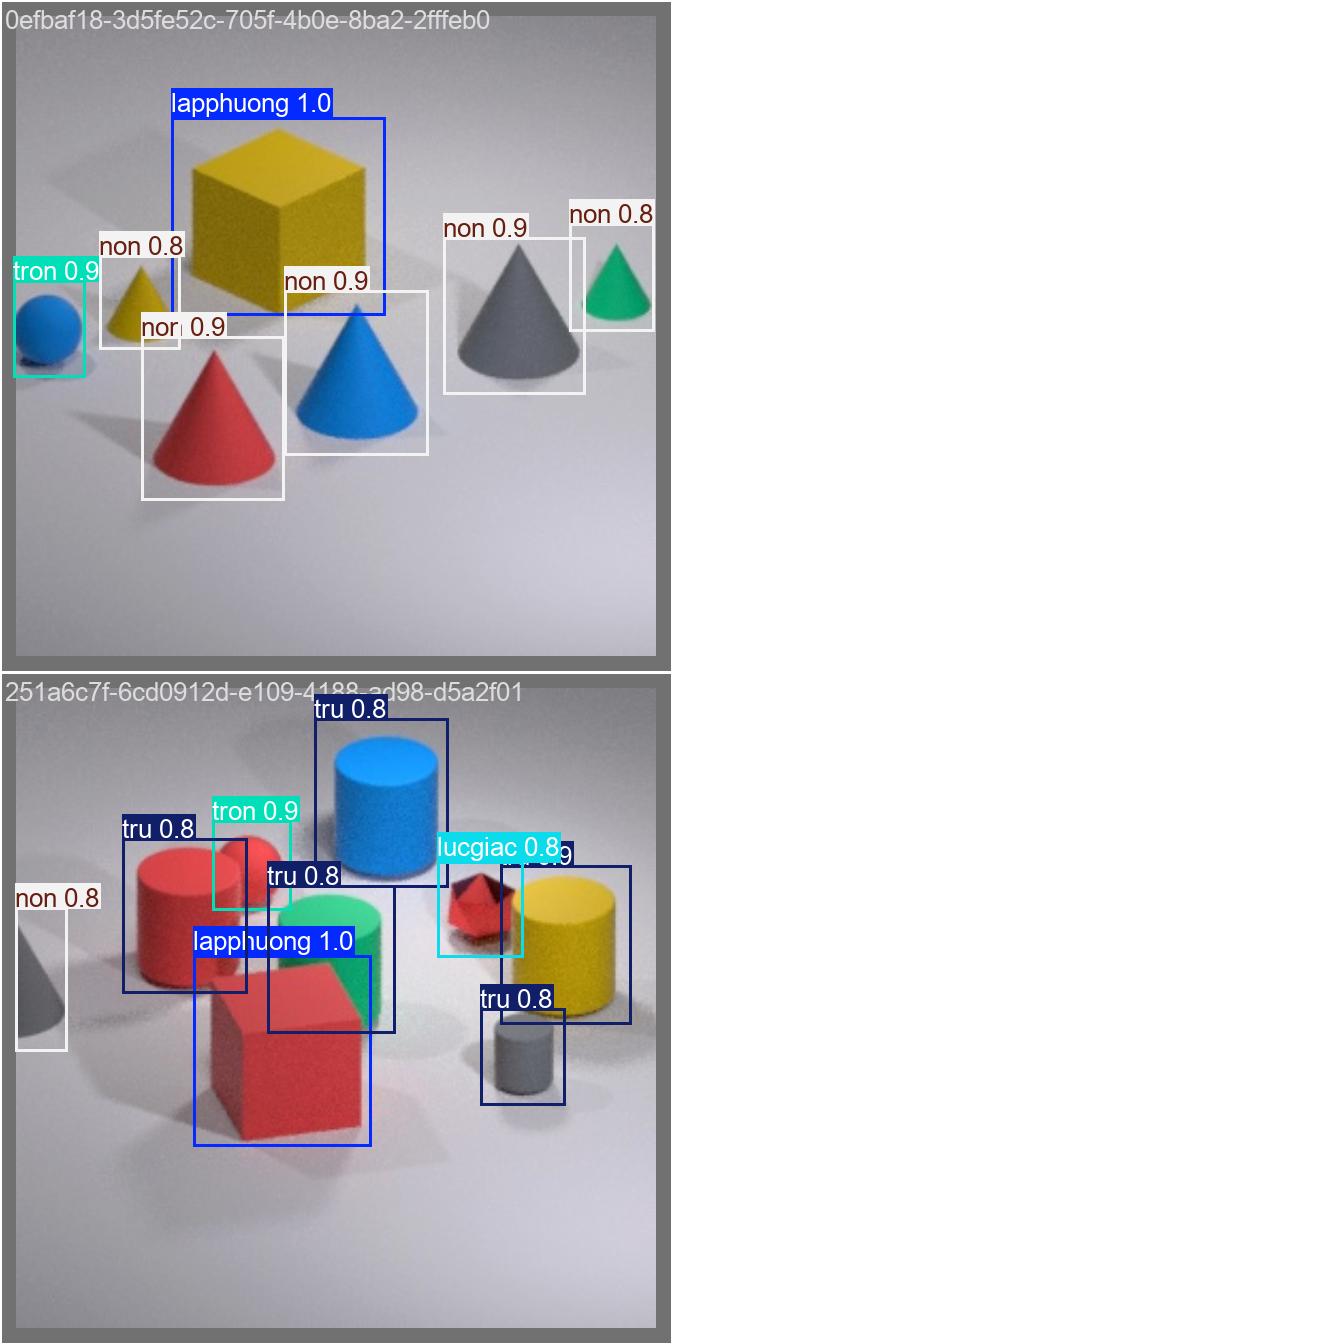 0efbaf18-3d5fe52c-705f-4b0e-8ba2-2fffeb0
lapphuong 1.0
non 0.8
non 0.9
non 0.8
tron 0.9
non 0.9
0.9
251a6c7f-6cd0912d-e109-4188-ad98-d5a2f01
tru 0.8
tron 0.9
tru 0.8
lucgiac 0.8
tru 0.8
non 0.8
lapphuong 1.0
tru 0.8